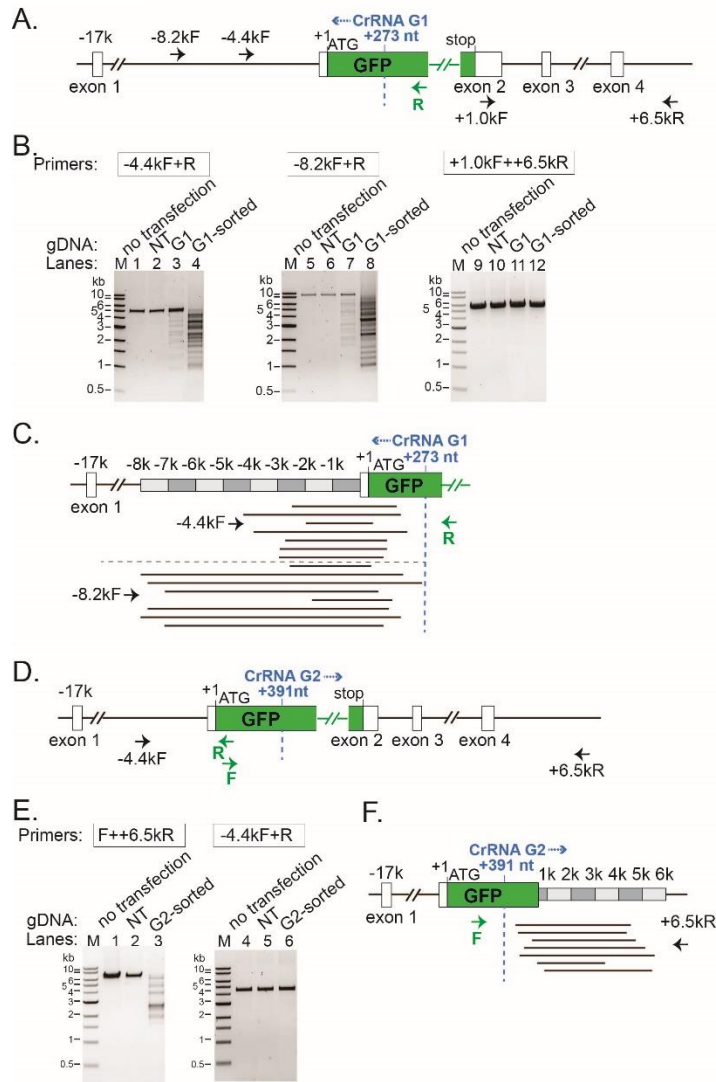 A.
CrRNA G1
+273 nt
-17k -8.2kF -4.4kF +1 ATG stop
GFP
exon 1 R exon 2 exon 3 exon 4
+1.0kF +6.5kR
B.
Primers: -4.4kF+R -8.2kF+R +1.0kF++6.5kR
no transfection NT G1 G1-sorted no transfection NT G1 G1-sorted no transfection NT G1 G1-sorted
gDNA:
Lanes: M 1 2 3 4 M 5 6 7 8 M 9 10 11 12
kb kb kb
10 10 10
6 6 6
5 5 5
4 4 4
3 3 3
2 2 2
1 1 1
0.5 0.5 0.5
C.
CrRNA G1
+273 nt
-17k -8k -7k -6k -5k -4k -3k -2k -1k +1 ATG
GFP
exon 1
-4.4kF R
-8.2kF
D.
CrRNA G2
+391nt
-17k +1 ATG stop
GFP
exon 1 R exon 2 exon 3 exon 4
-4.4kF F +6.5kR
E.
Primers: F++6.5kR -4.4kF+R
no transfection NT G2-sorted no transfection NT G2-sorted
gDNA:
Lanes: M 1 2 3 M 4 5 6
kb kb
10 10
6 6
5 5
4 4
3 3
2 2
1 1
0.5 0.5
F.
CrRNA G2
+391 nt
-17k +1 ATG 1k 2k 3k 4k 5k 6k
GFP
exon 1
F +6.5kR